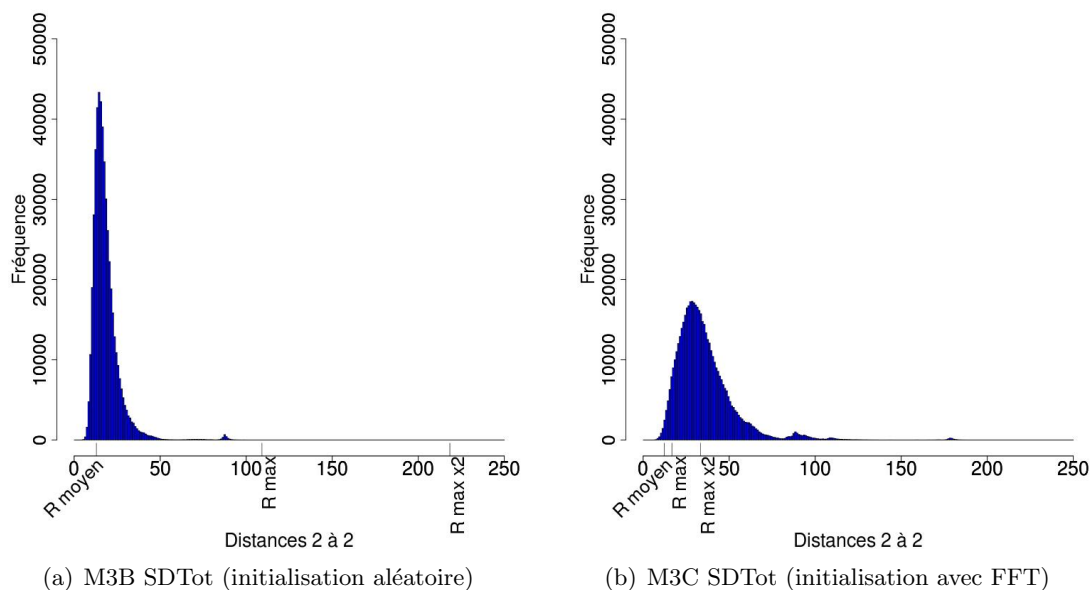 50000
40000
30000
20000
10000
0
Fréquence
0
50
100
150
200
250
R moyen
R max
R max x2
Distances 2 à 2
(a) M3B SDTot (initialisation aléatoire)
50000
40000
30000
20000
10000
0
Fréquence
0
50
100
150
200
250
R moyen
R max
R max x2
Distances 2 à 2
(b) M3C SDTot (initialisation avec FFT)